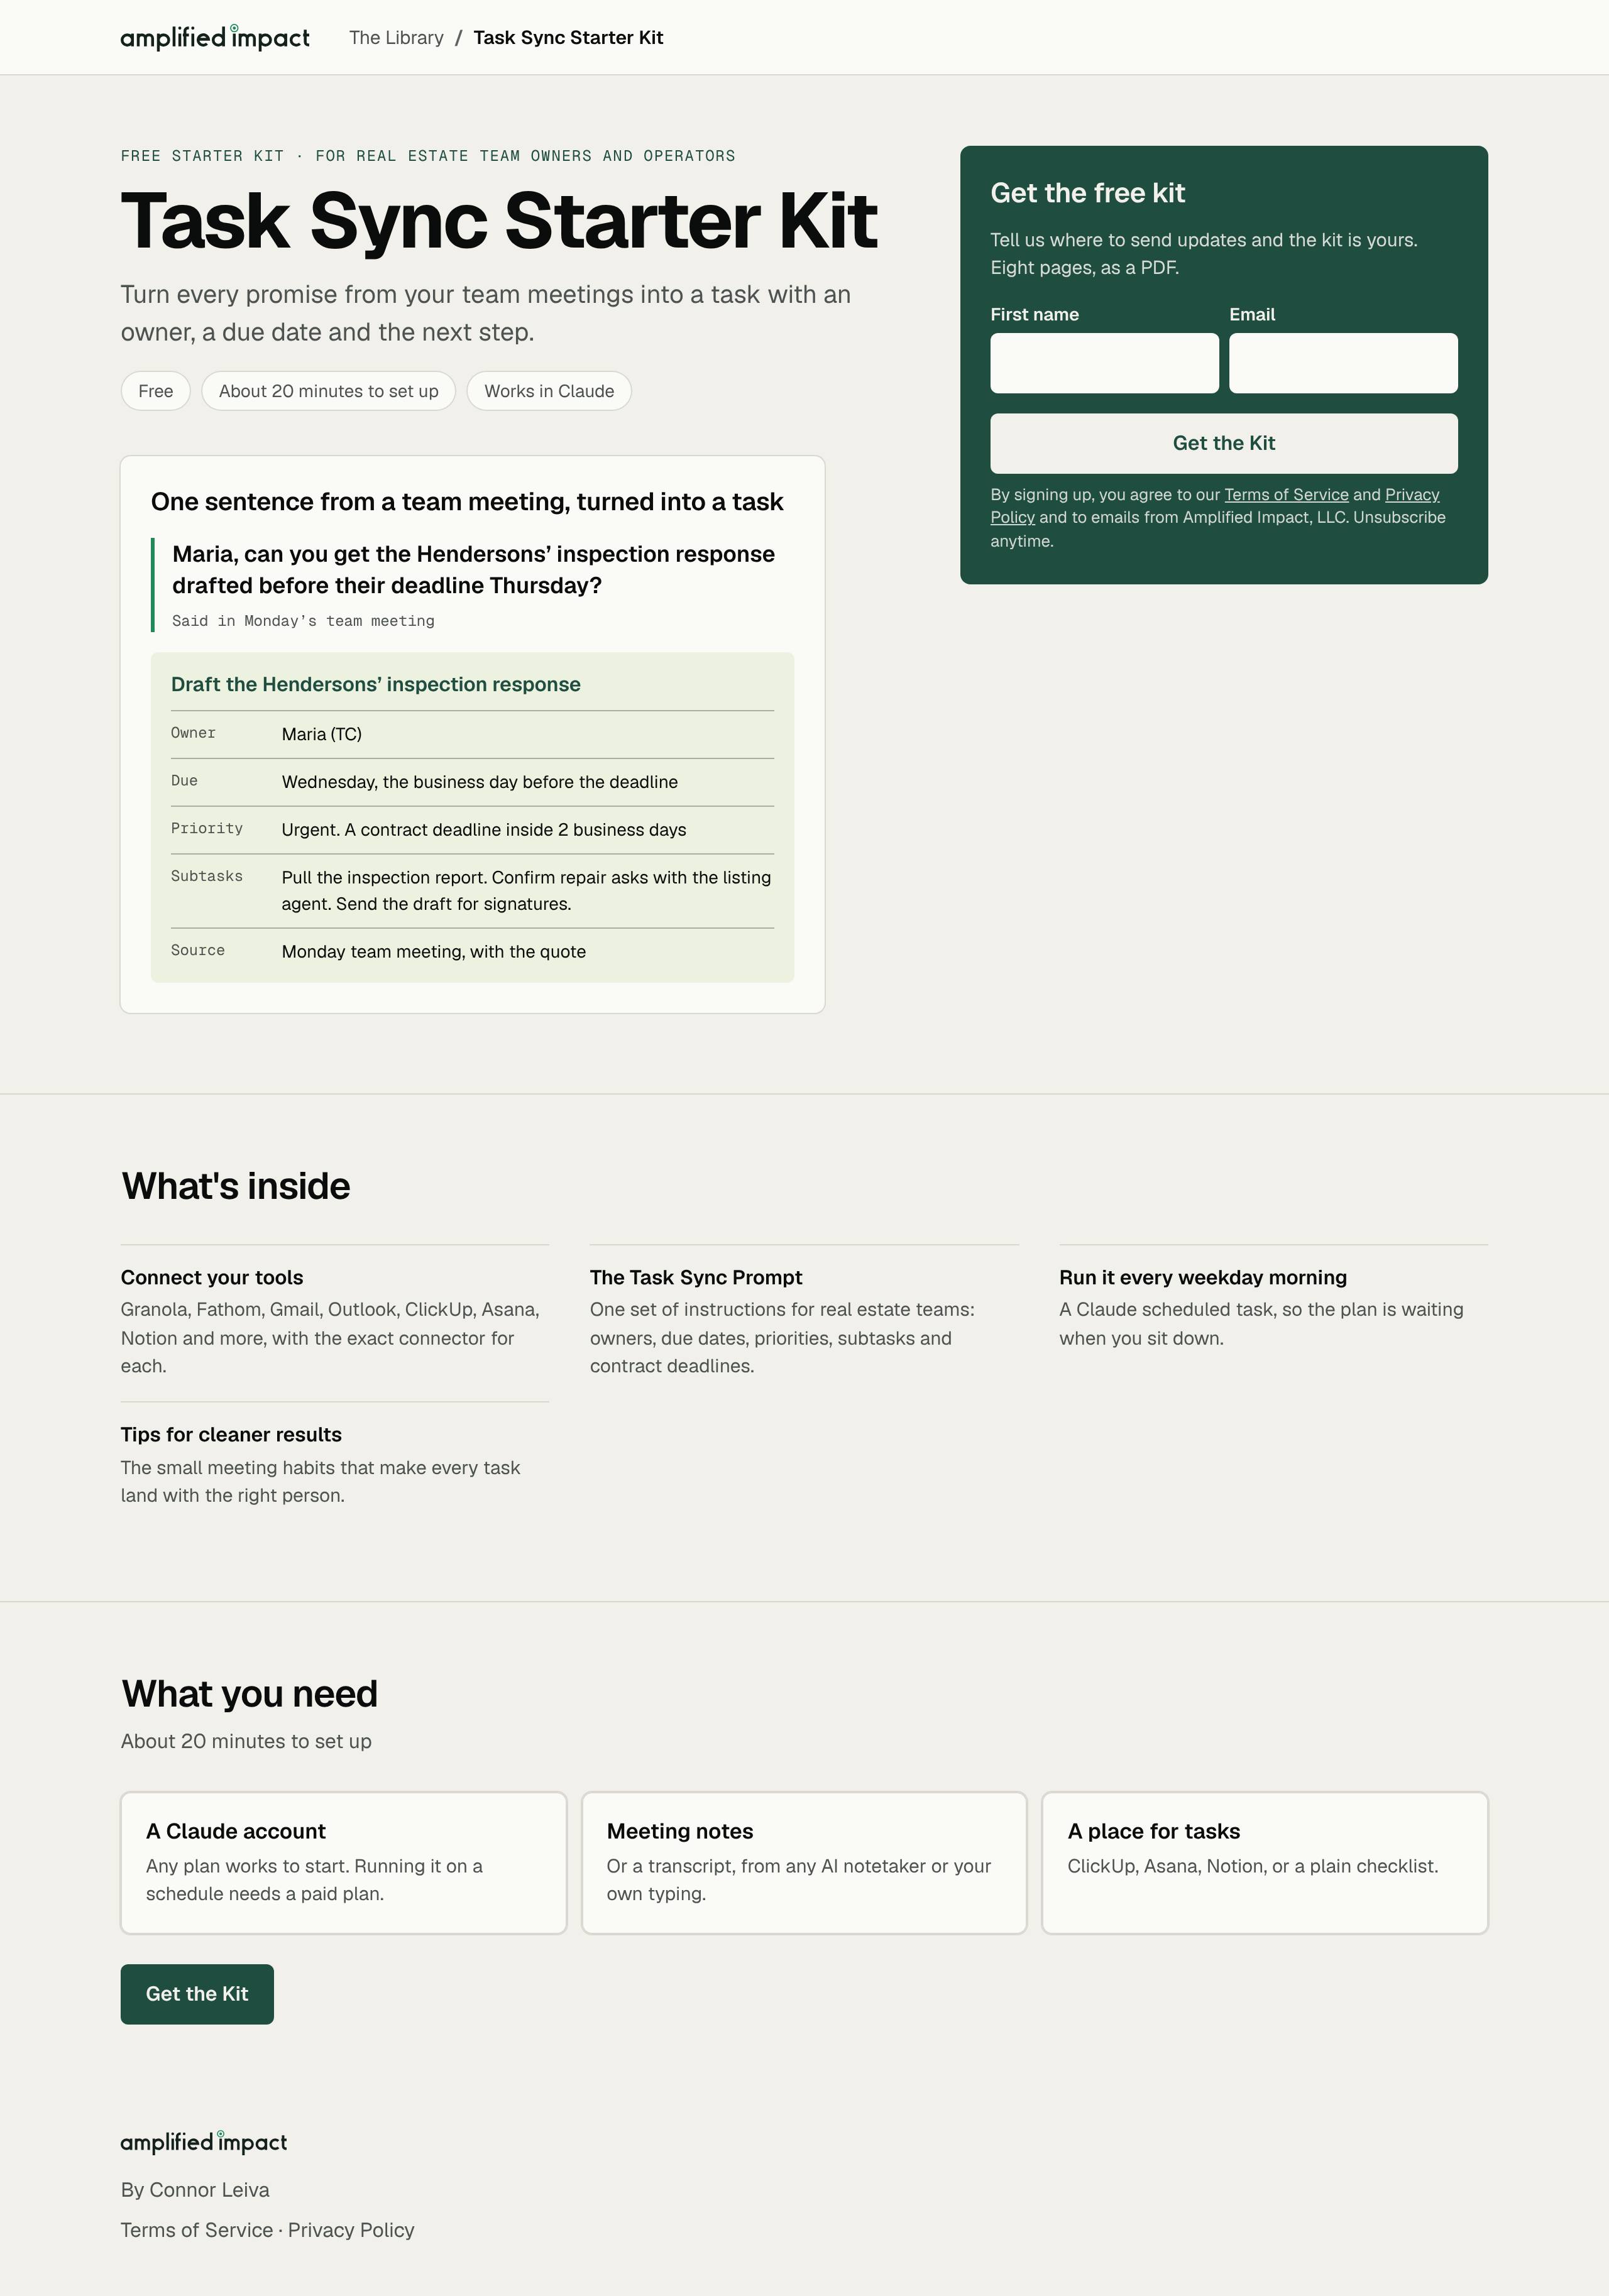 amplified impact
The Library / Task Sync Starter Kit
FREE STARTER KIT · FOR REAL ESTATE TEAM OWNERS AND OPERATORS
Task Sync Starter Kit
Turn every promise from your team meetings into a task with an
owner, a due date and the next step.
Free
About 20 minutes to set up
Works in Claude
One sentence from a team meeting, turned into a task
Maria, can you get the Hendersons’ inspection response
drafted before their deadline Thursday?
Said in Monday’s team meeting
Draft the Hendersons’ inspection response
Owner Maria (TC)
Due Wednesday, the business day before the deadline
Priority Urgent. A contract deadline inside 2 business days
Subtasks Pull the inspection report. Confirm repair asks with the listing
agent. Send the draft for signatures.
Source Monday team meeting, with the quote
Get the free kit
Tell us where to send updates and the kit is yours.
Eight pages, as a PDF.
First name Email
Get the Kit
By signing up, you agree to our Terms of Service and Privacy
Policy and to emails from Amplified Impact, LLC. Unsubscribe
anytime.
What's inside
Connect your tools
Granola, Fathom, Gmail, Outlook, ClickUp, Asana,
Notion and more, with the exact connector for
each.
The Task Sync Prompt
One set of instructions for real estate teams:
owners, due dates, priorities, subtasks and
contract deadlines.
Run it every weekday morning
A Claude scheduled task, so the plan is waiting
when you sit down.
Tips for cleaner results
The small meeting habits that make every task
land with the right person.
What you need
About 20 minutes to set up
A Claude account
Any plan works to start. Running it on a
schedule needs a paid plan.
Meeting notes
Or a transcript, from any AI notetaker or your
own typing.
A place for tasks
ClickUp, Asana, Notion, or a plain checklist.
Get the Kit
amplified impact
By Connor Leiva
Terms of Service · Privacy Policy